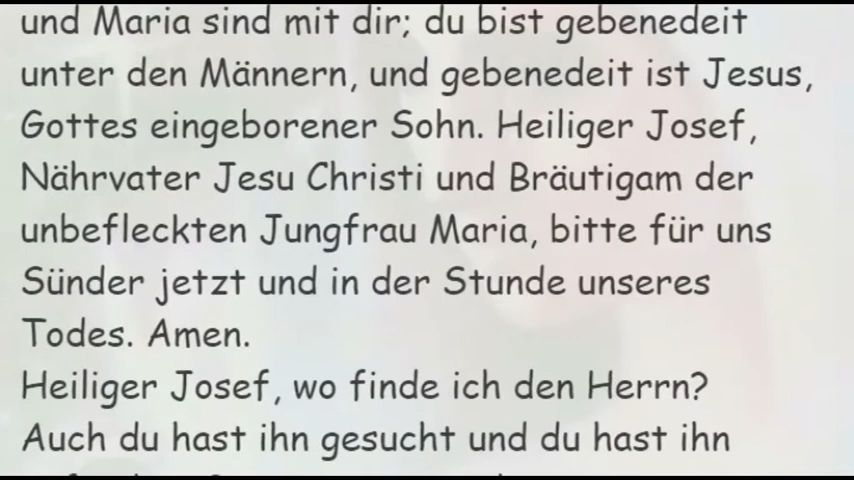 und Maria sind mit dir; du bist gebenedeit
unter den Männern, und gebenedeit ist Jesus,
Gottes eingeborener Sohn. Heiliger Josef,
Nährvater Jesu Christi und Bräutigam der
unbefleckten Jungfrau Maria, bitte für uns
Sünder jetzt und in der Stunde unseres
Todes. Amen.
Heiliger Josef, wo finde ich den Herrn?
Auch du hast ihn gesucht und du hast ihn